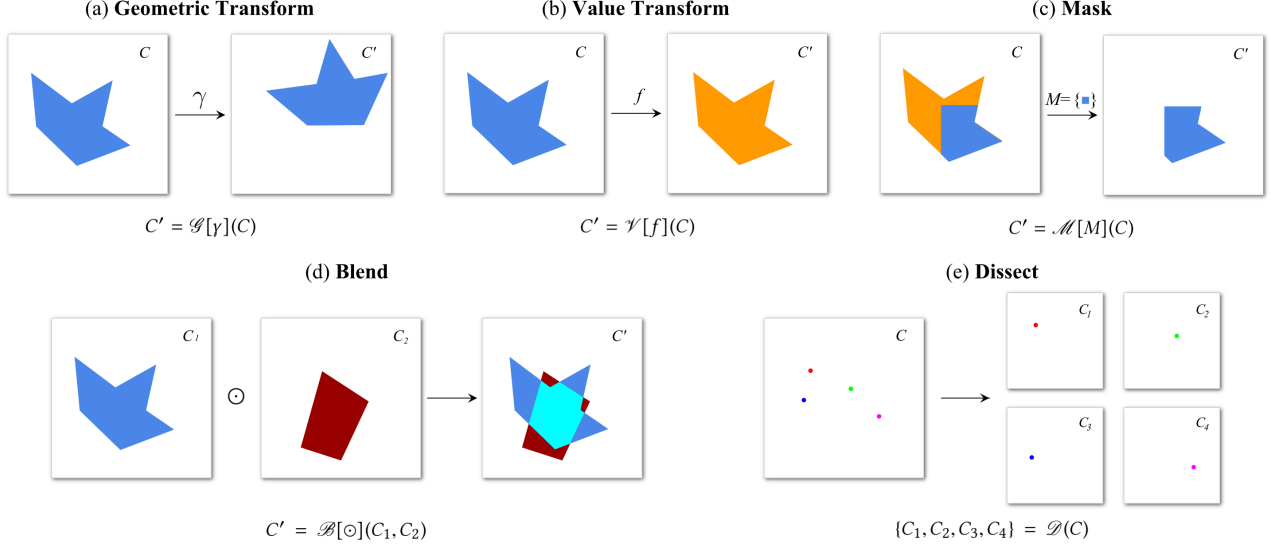 (a) Geometric Transform
(b) Value Transform
(c) Mask
C
γ
C′
C
f
C′
C
M={■}
C′
C′ = 𝒢[γ](C)
C′ = 𝒱[f](C)
C′ = ℳ[M](C)
(d) Blend
(e) Dissect
C₁
⊙
C₂
C′
C
C₁
C₂
C₃
C₄
C′ = ℬ[⊙](C₁, C₂)
{C₁, C₂, C₃, C₄} = 𝒟(C)